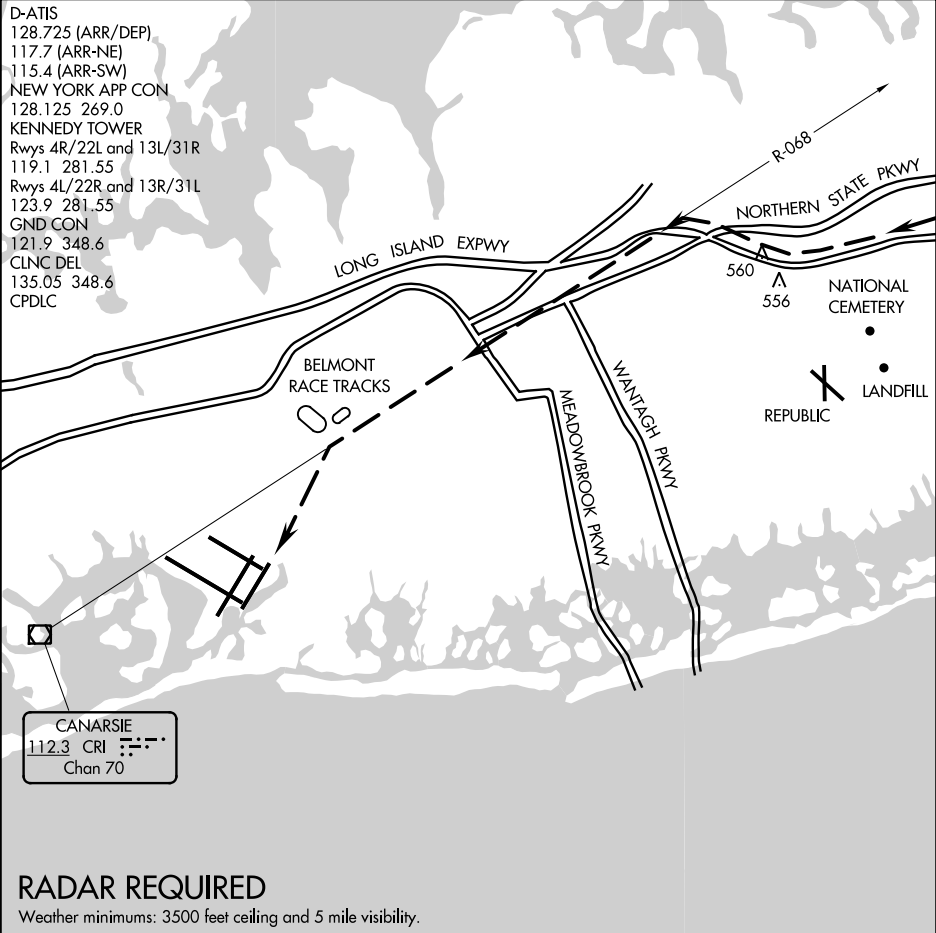 D-ATIS
128.725 (ARR/DEP)
117.7 (ARR-NE)
115.4 (ARR-SW)
NEW YORK APP CON
128.125 269.0
KENNEDY TOWER
Rwys 4R/22L and 13L/31R
119.1 281.55
Rwys 4L/22R and 13R/31L
123.9 281.55
GND CON
121.9 348.6
CLNC DEL
135.05 348.6
CPDLC
R-068
NORTHERN STATE PKWY
LONG ISLAND EXPWY
560
556
NATIONAL
CEMETERY
LANDFILL
REPUBLIC
BELMONT
RACE TRACKS
WANTAGH PKWY
MEADOWBROOK PKWY
CANARSIE
112.3 CRI
Chan 70
RADAR REQUIRED
Weather minimums: 3500 feet ceiling and 5 mile visibility.